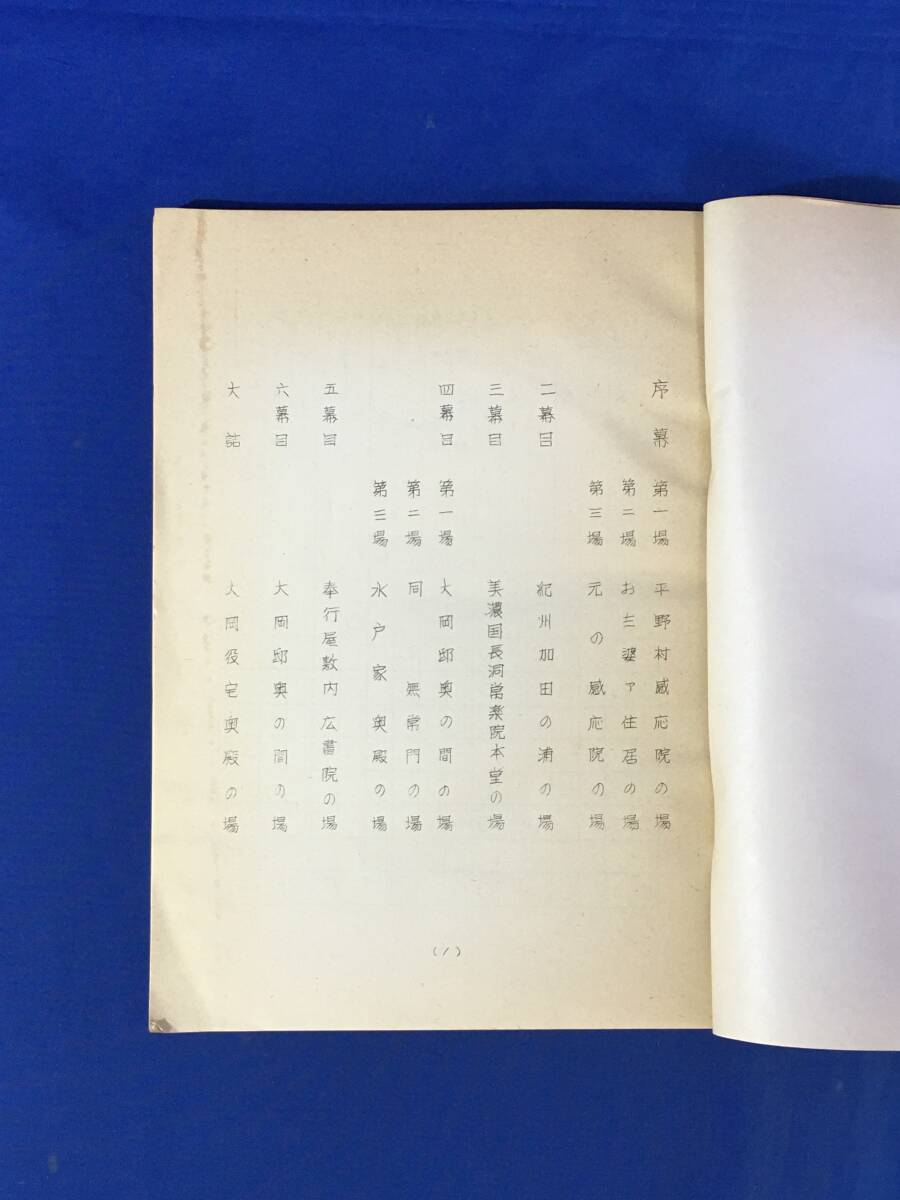 序幕 第一場 平野村感応院の場
第二場 お三婆ァ住居の場
第三場 元の感応院の場
二幕目 紀州加田の浦の場
三幕目 美濃国長洞常楽院本堂の場
四幕目 第一場 大岡邸奥の間の場
第二場 同 無常門の場
第三場 水戸家奥殿の場
五幕目 奉行屋敷内広書院の場
六幕目 大岡邸奥の間の場
大詰 大岡役宅奥殿の場
(1)